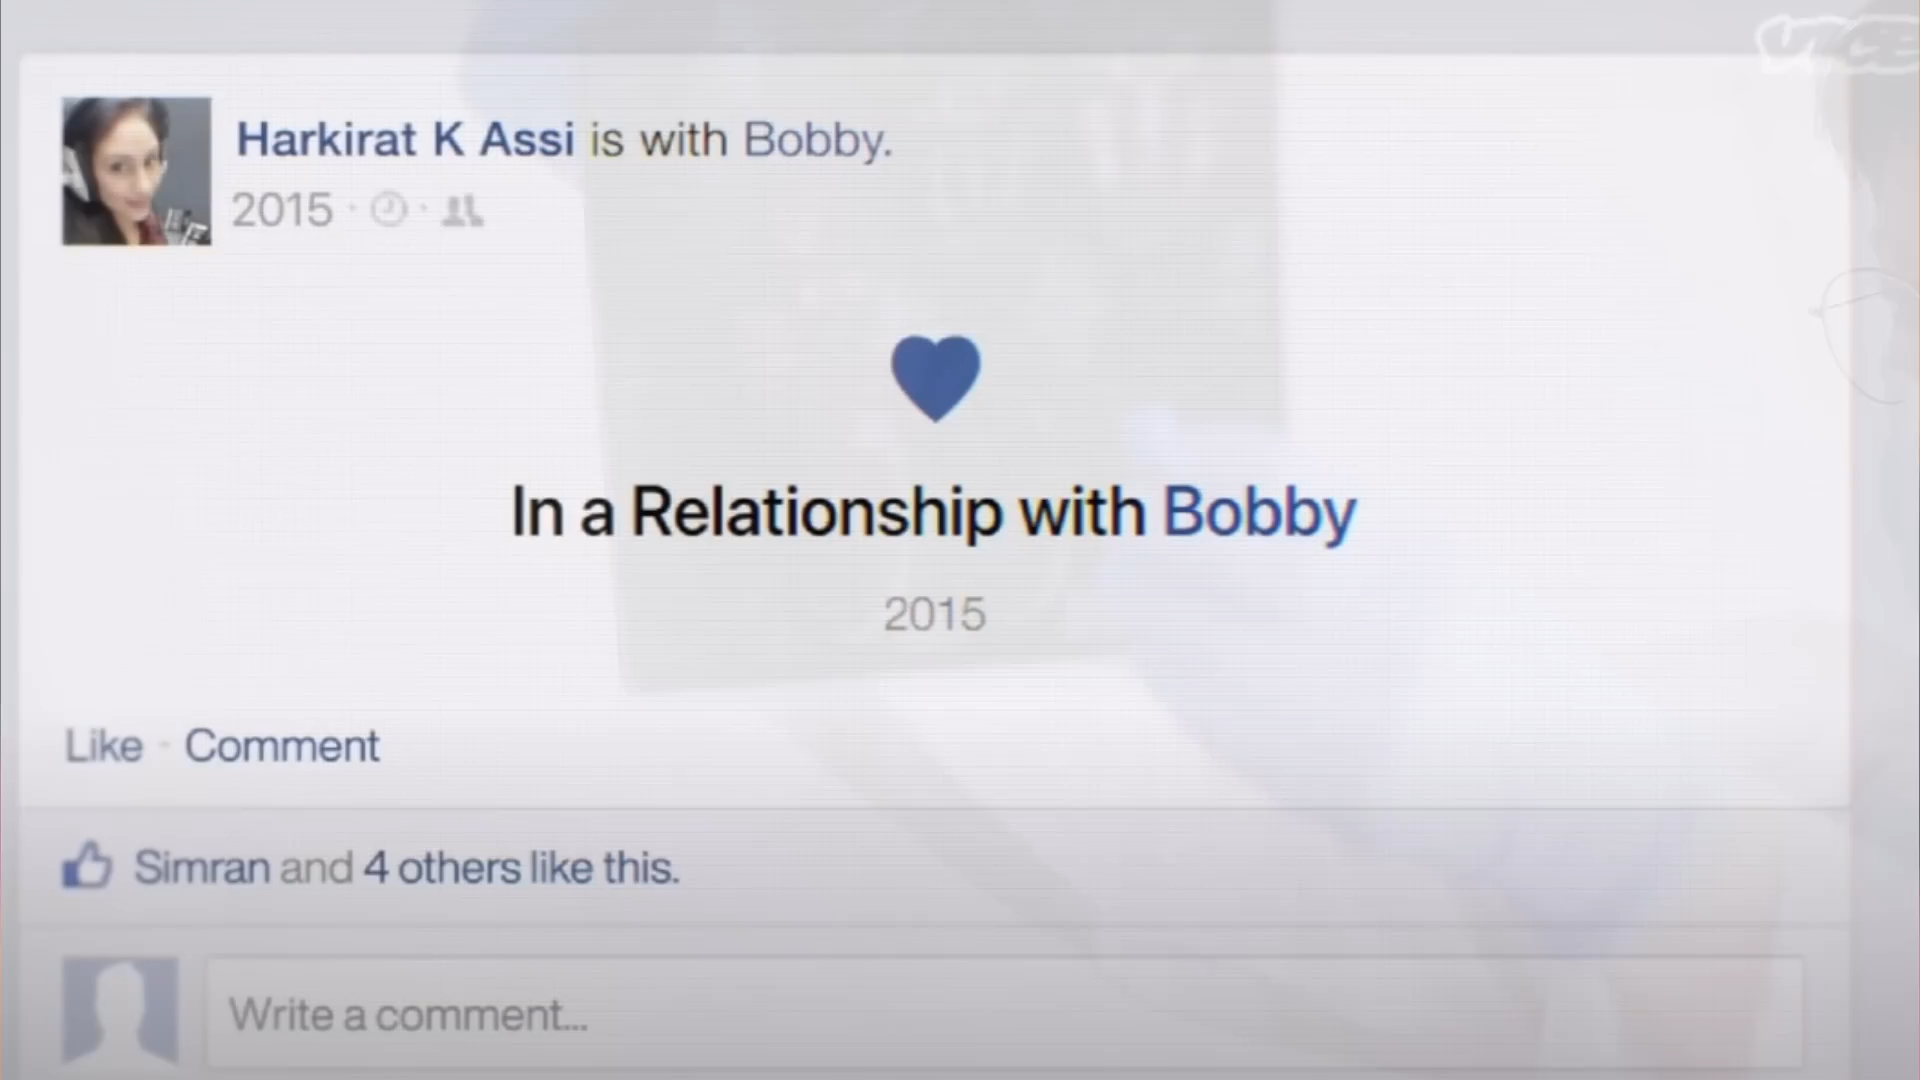 VICE
Harkirat K Assi is with Bobby.
2015
In a Relationship with Bobby
2015
Like · Comment
Simran and 4 others like this.
Write a comment...